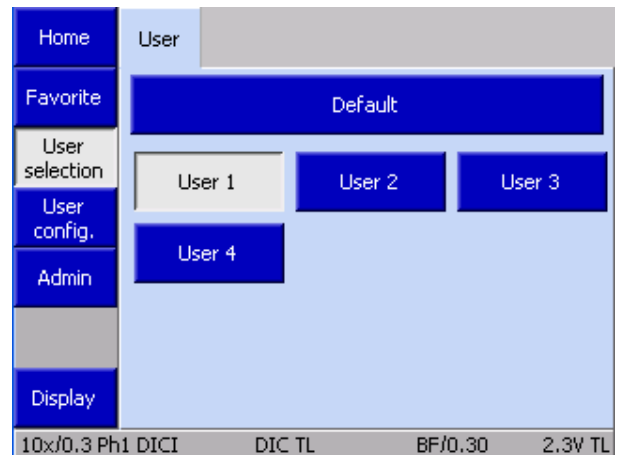 Home
User
Favorite
Default
User
selection
User 1
User 2
User 3
User
config.
User 4
Admin
Display
10x/0.3 Ph1 DICI DIC TL BF/0.30 2.3V TL